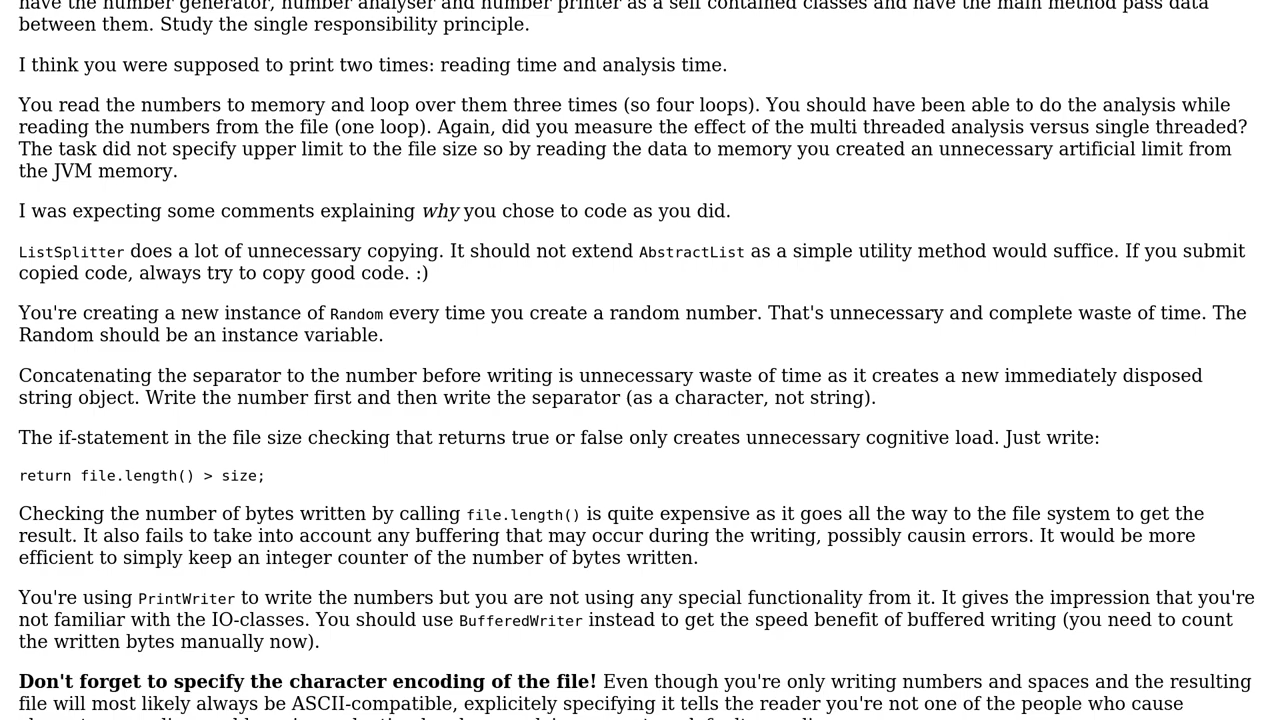 have the number generator, number analyser and number printer as a self contained classes and have the main method pass data
between them. Study the single responsibility principle.
I think you were supposed to print two times: reading time and analysis time.
You read the numbers to memory and loop over them three times (so four loops). You should have been able to do the analysis while
reading the numbers from the file (one loop). Again, did you measure the effect of the multi threaded analysis versus single threaded?
The task did not specify upper limit to the file size so by reading the data to memory you created an unnecessary artificial limit from
the JVM memory.
I was expecting some comments explaining why you chose to code as you did.
ListSplitter does a lot of unnecessary copying. It should not extend AbstractList as a simple utility method would suffice. If you submit
copied code, always try to copy good code. :)
You're creating a new instance of Random every time you create a random number. That's unnecessary and complete waste of time. The
Random should be an instance variable.
Concatenating the separator to the number before writing is unnecessary waste of time as it creates a new immediately disposed
string object. Write the number first and then write the separator (as a character, not string).
The if-statement in the file size checking that returns true or false only creates unnecessary cognitive load. Just write:
return file.length() > size;
Checking the number of bytes written by calling file.length() is quite expensive as it goes all the way to the file system to get the
result. It also fails to take into account any buffering that may occur during the writing, possibly causin errors. It would be more
efficient to simply keep an integer counter of the number of bytes written.
You're using PrintWriter to write the numbers but you are not using any special functionality from it. It gives the impression that you're
not familiar with the IO-classes. You should use BufferedWriter instead to get the speed benefit of buffered writing (you need to count
the written bytes manually now).
Don't forget to specify the character encoding of the file! Even though you're only writing numbers and spaces and the resulting
file will most likely always be ASCII-compatible, explicitely specifying it tells the reader you're not one of the people who cause